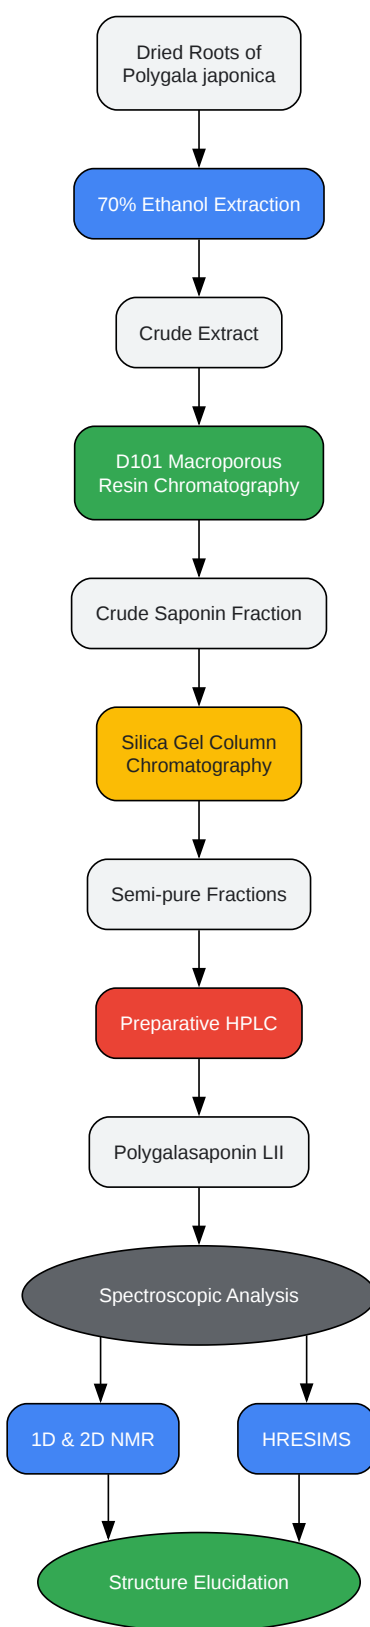 Dried Roots of
Polygala japonica
70% Ethanol Extraction
Crude Extract
D101 Macroporous
Resin Chromatography
Crude Saponin Fraction
Silica Gel Column
Chromatography
Semi-pure Fractions
Preparative HPLC
Polygalasaponin LII
Spectroscopic Analysis
1D & 2D NMR
HRESIMS
Structure Elucidation